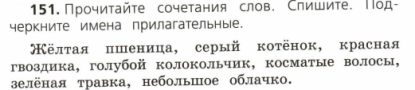 151. Прочитайте сочетания слов. Спишите. Под-
черкните имена прилагательные.
Жёлтая пшеница, серый котёнок, красная
гвоздика, голубой колокольчик, косматые волосы,
зелёная травка, небольшое облачко.